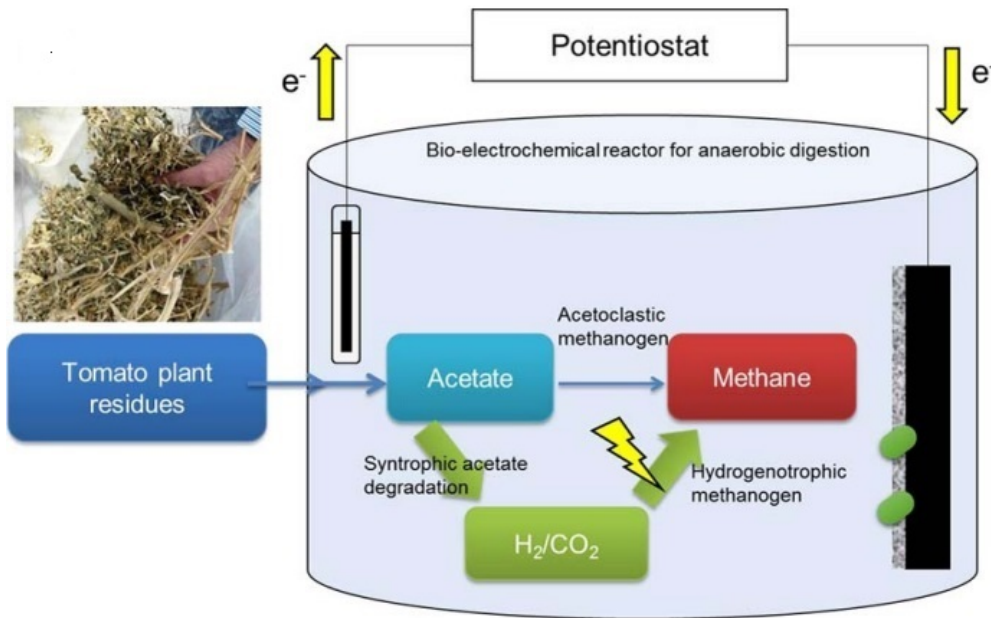 Potentiostat
e-
e-
Bio-electrochemical reactor for anaerobic digestion
Acetoclastic
methanogen
Tomato plant
residues
Acetate
Methane
Syntrophic acetate
degradation
Hydrogenotrophic
methanogen
H₂/CO₂